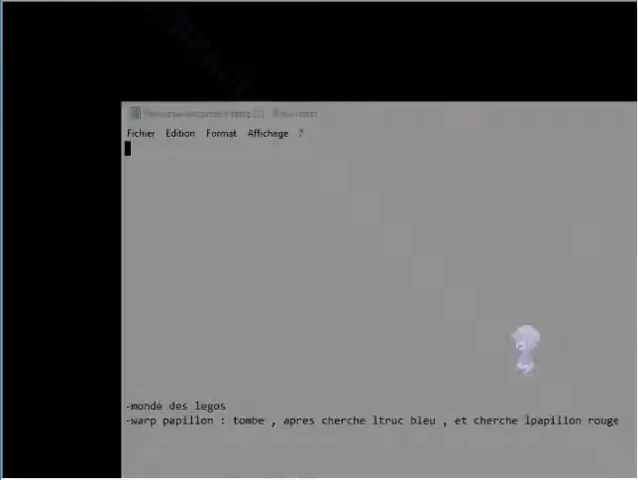 Fichier Edition Format Affichage ?
-monde des legos
-warp papillon : tombe , apres cherche ltruc bleu , et cherche lpapillon rouge